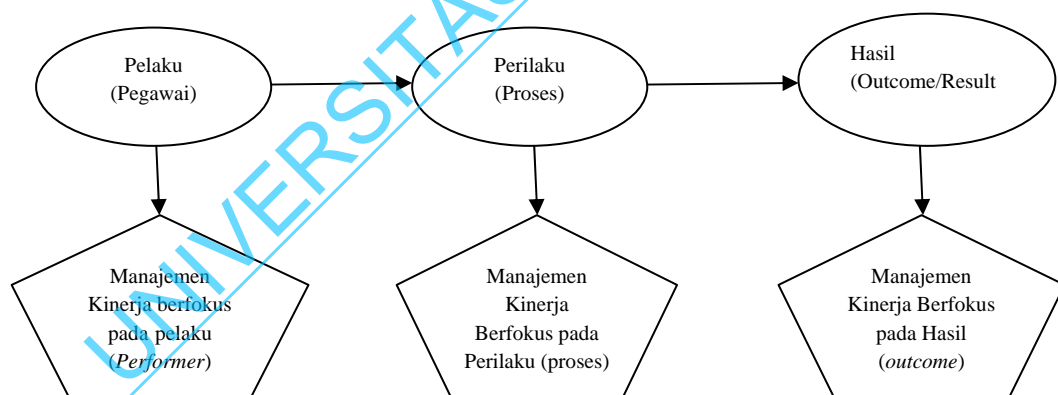 Pelaku
(Pegawai)
Perilaku
(Proses)
Hasil
(Outcome/Result
Manajemen
Kinerja berfokus
pada pelaku
(Performer)
Manajemen
Kinerja
Berfokus pada
Perilaku (proses)
Manajemen
Kinerja Berfokus
pada Hasil
(outcome)
UNIVERSITA